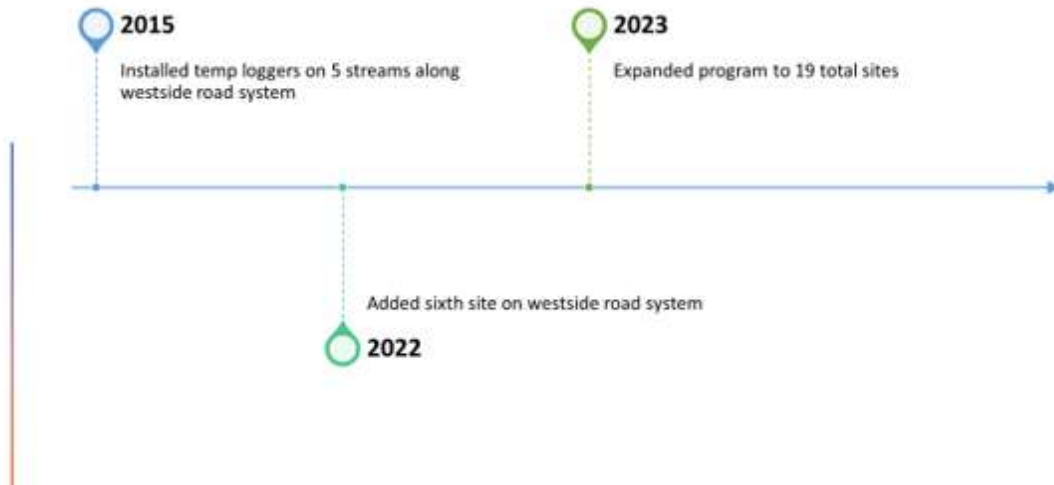 2015
Installed temp loggers on 5 streams along
westside road system
2023
Expanded program to 19 total sites
Added sixth site on westside road system
2022